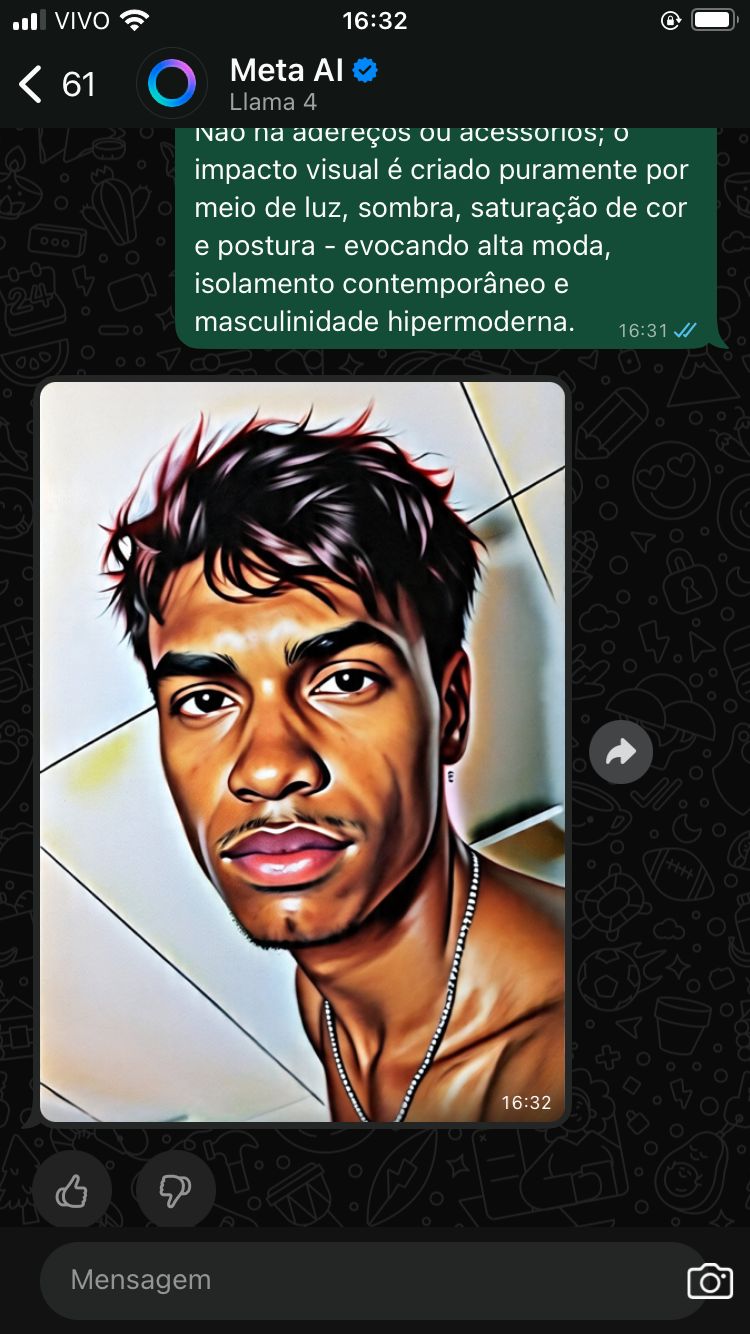 VIVO 16:32
61 Meta AI
Llama 4
Não há adereços ou acessórios; o
impacto visual é criado puramente por
meio de luz, sombra, saturação de cor
e postura - evocando alta moda,
isolamento contemporâneo e
masculinidade hipermoderna. 16:31
16:32
Mensagem